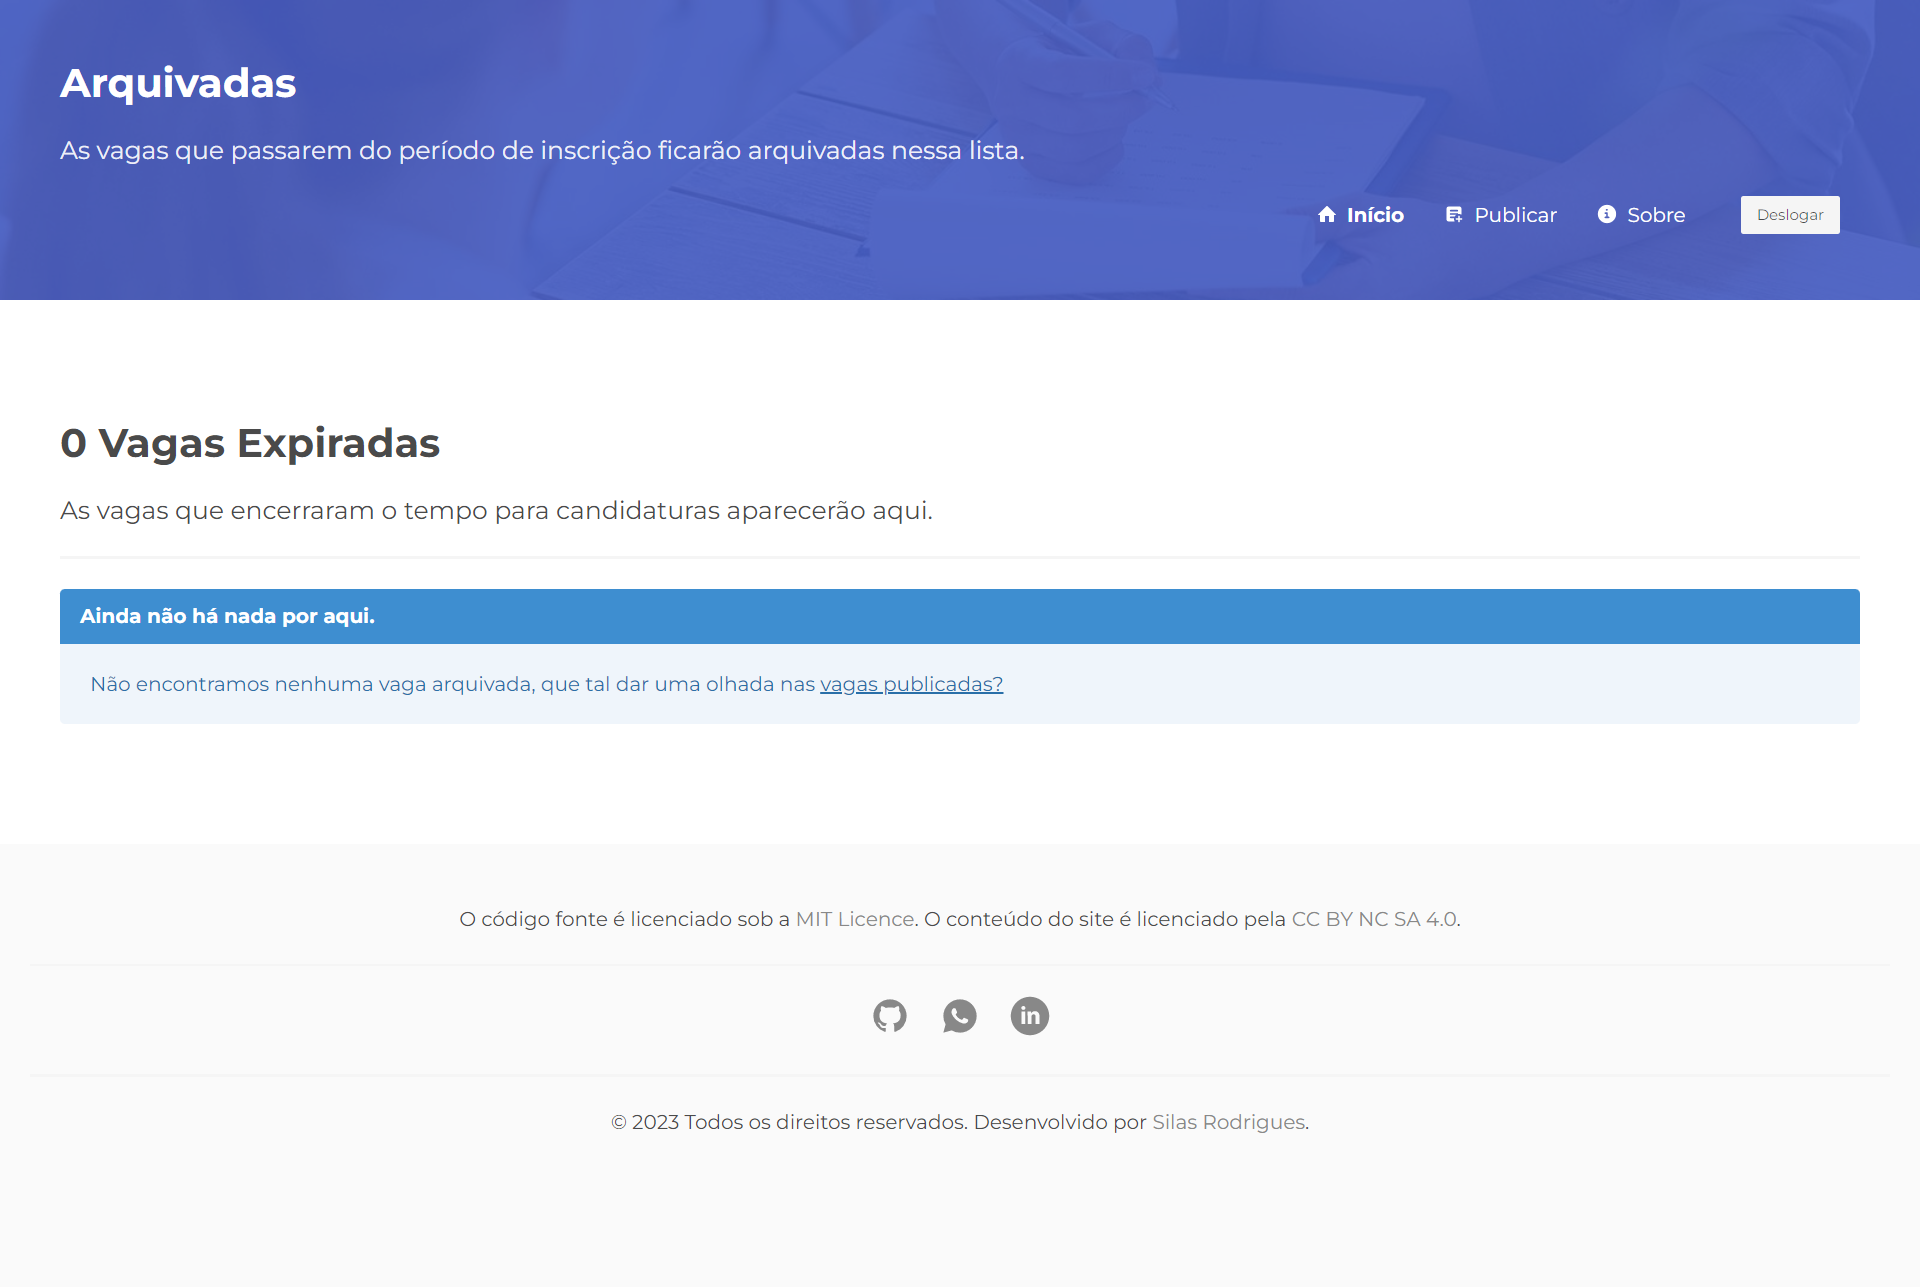 Arquivadas
As vagas que passarem do período de inscrição ficarão arquivadas nessa lista.
Início Publicar Sobre Deslogar
0 Vagas Expiradas
As vagas que encerraram o tempo para candidaturas aparecerão aqui.
Ainda não há nada por aqui.
Não encontramos nenhuma vaga arquivada, que tal dar uma olhada nas vagas publicadas?
O código fonte é licenciado sob a MIT Licence. O conteúdo do site é licenciado pela CC BY NC SA 4.0.
in
© 2023 Todos os direitos reservados. Desenvolvido por Silas Rodrigues.